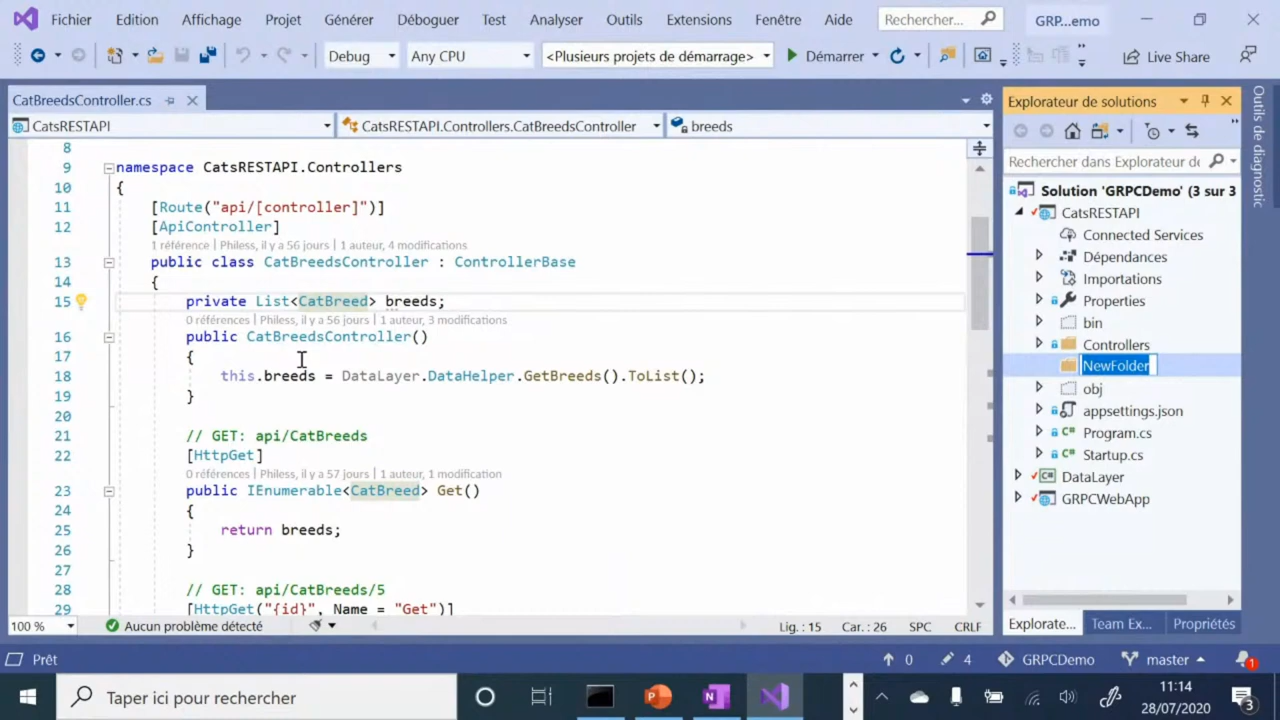 Fichier Edition Affichage Projet Générer Déboguer Test Analyser Outils Extensions Fenêtre Aide Rechercher... GRP...emo
Debug Any CPU <Plusieurs projets de démarrage> Démarrer Live Share
CatBreedsController.cs
CatsRESTAPI CatsRESTAPI.Controllers.CatBreedsController breeds
8
9 namespace CatsRESTAPI.Controllers
10 {
11 [Route("api/[controller]")]
12 [ApiController]
1 référence | Philess, il y a 56 jours | 1 auteur, 4 modifications
13 public class CatBreedsController : ControllerBase
14 {
15 private List<CatBreed> breeds;
0 références | Philess, il y a 56 jours | 1 auteur, 3 modifications
16 public CatBreedsController()
17 {
18 this.breeds = DataLayer.DataHelper.GetBreeds().ToList();
19 }
20
21 // GET: api/CatBreeds
22 [HttpGet]
0 références | Philess, il y a 57 jours | 1 auteur, 1 modification
23 public IEnumerable<CatBreed> Get()
24 {
25 return breeds;
26 }
27
28 // GET: api/CatBreeds/5
29 [HttpGet("{id}", Name = "Get")]
100 % Aucun problème détecté Lig. : 15 Car. : 26 SPC CRLF
Explorateur de solutions
Rechercher dans Explorateur de
Solution 'GRPCDemo' (3 sur 3
CatsRESTAPI
Connected Services
Dépendances
Importations
Properties
bin
Controllers
NewFolder
obj
appsettings.json
Program.cs
Startup.cs
DataLayer
GRPCWebApp
Explorate... Team Ex... Propriétés
Outils de diagnostic
Prêt 0 4 GRPCDemo master 1
Taper ici pour rechercher
11:14
28/07/2020
3